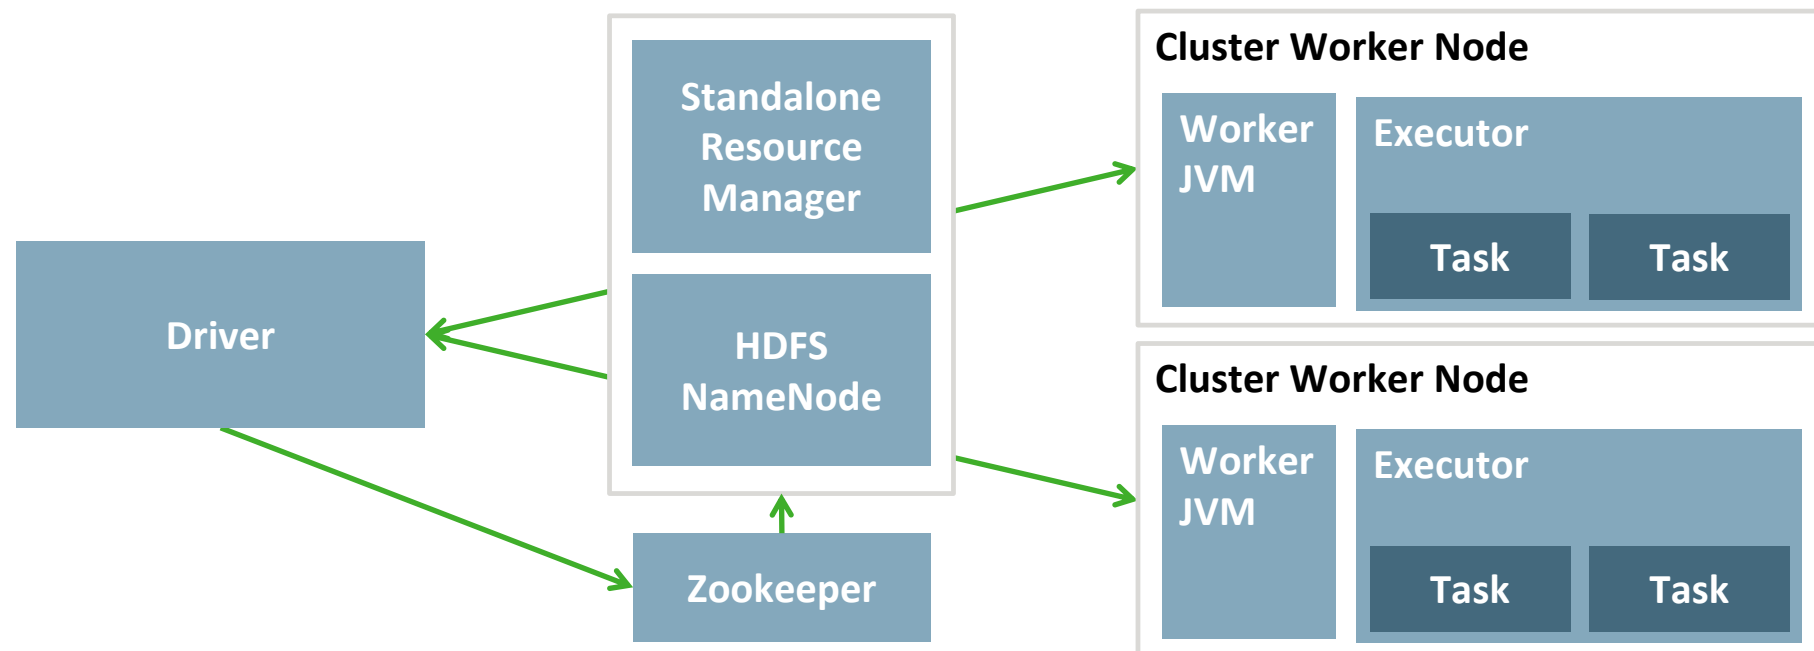 Driver
Standalone
Resource
Manager
HDFS
NameNode
Zookeeper
Cluster Worker Node
Worker
JVM
Executor
Task
Task
Cluster Worker Node
Worker
JVM
Executor
Task
Task